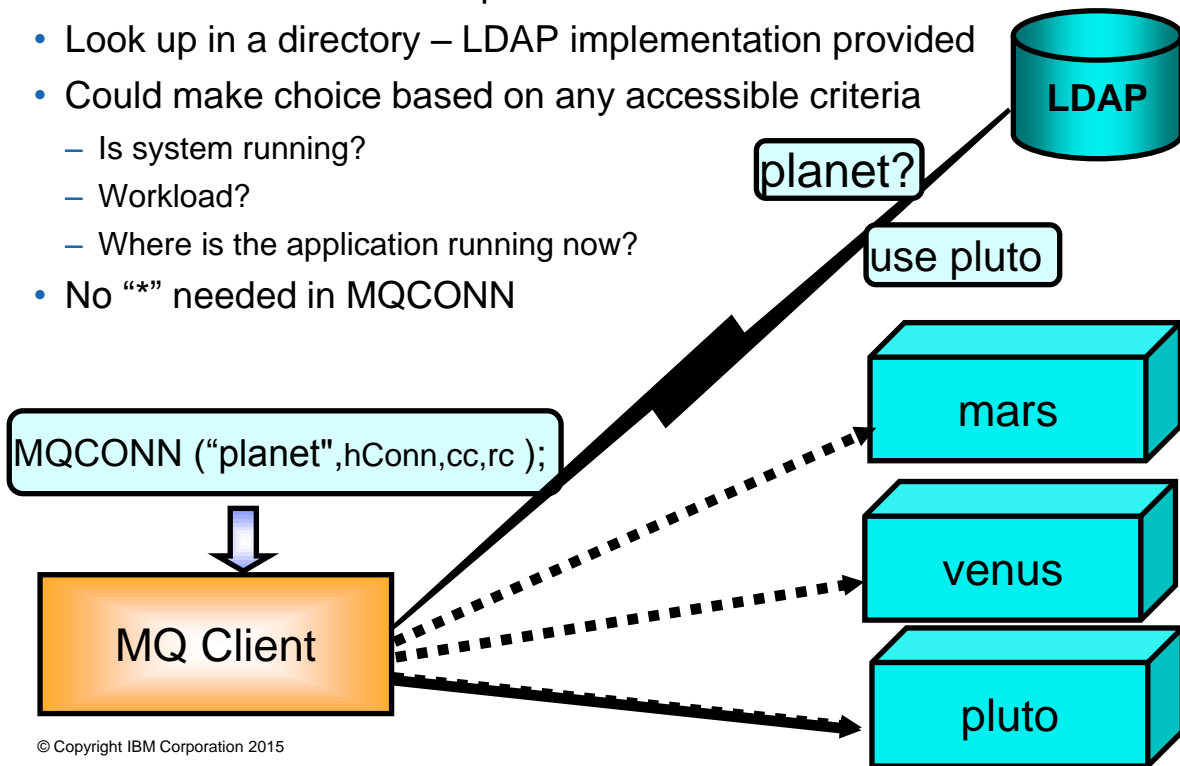 • Look up in a directory – LDAP implementation provided
• Could make choice based on any accessible criteria
– Is system running?
– Workload?
– Where is the application running now?
• No “*” needed in MQCONN
LDAP
planet?
use pluto
MQCONN (“planet",hConn,cc,rc );
MQ Client
mars
venus
pluto
© Copyright IBM Corporation 2015